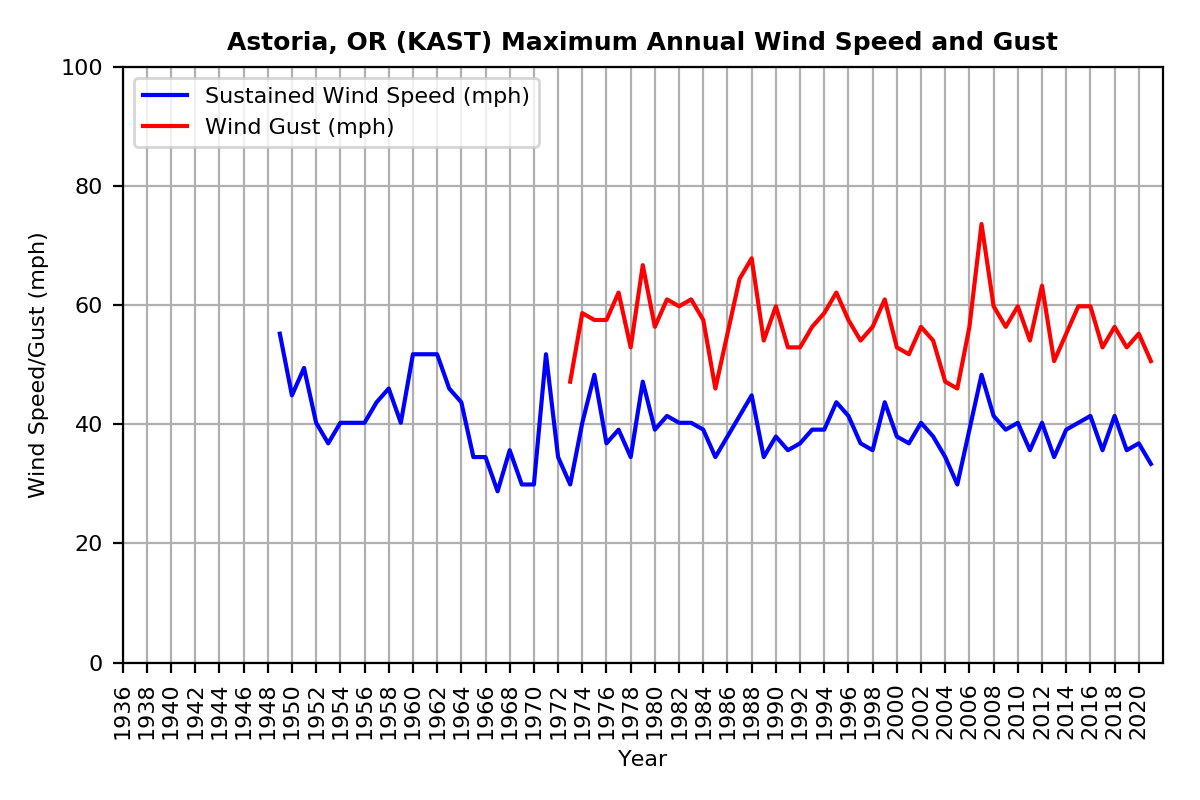 Astoria, OR (KAST) Maximum Annual Wind Speed and Gust
Sustained Wind Speed (mph)
Wind Gust (mph)
Wind Speed/Gust (mph)
100
80
60
40
20
0
1936 1938 1940 1942 1944 1946 1948 1950 1952 1954 1956 1958 1960 1962 1964 1966 1968 1970 1972 1974 1976 1978 1980 1982 1984 1986 1988 1990 1992 1994 1996 1998 2000 2002 2004 2006 2008 2010 2012 2014 2016 2018 2020
Year